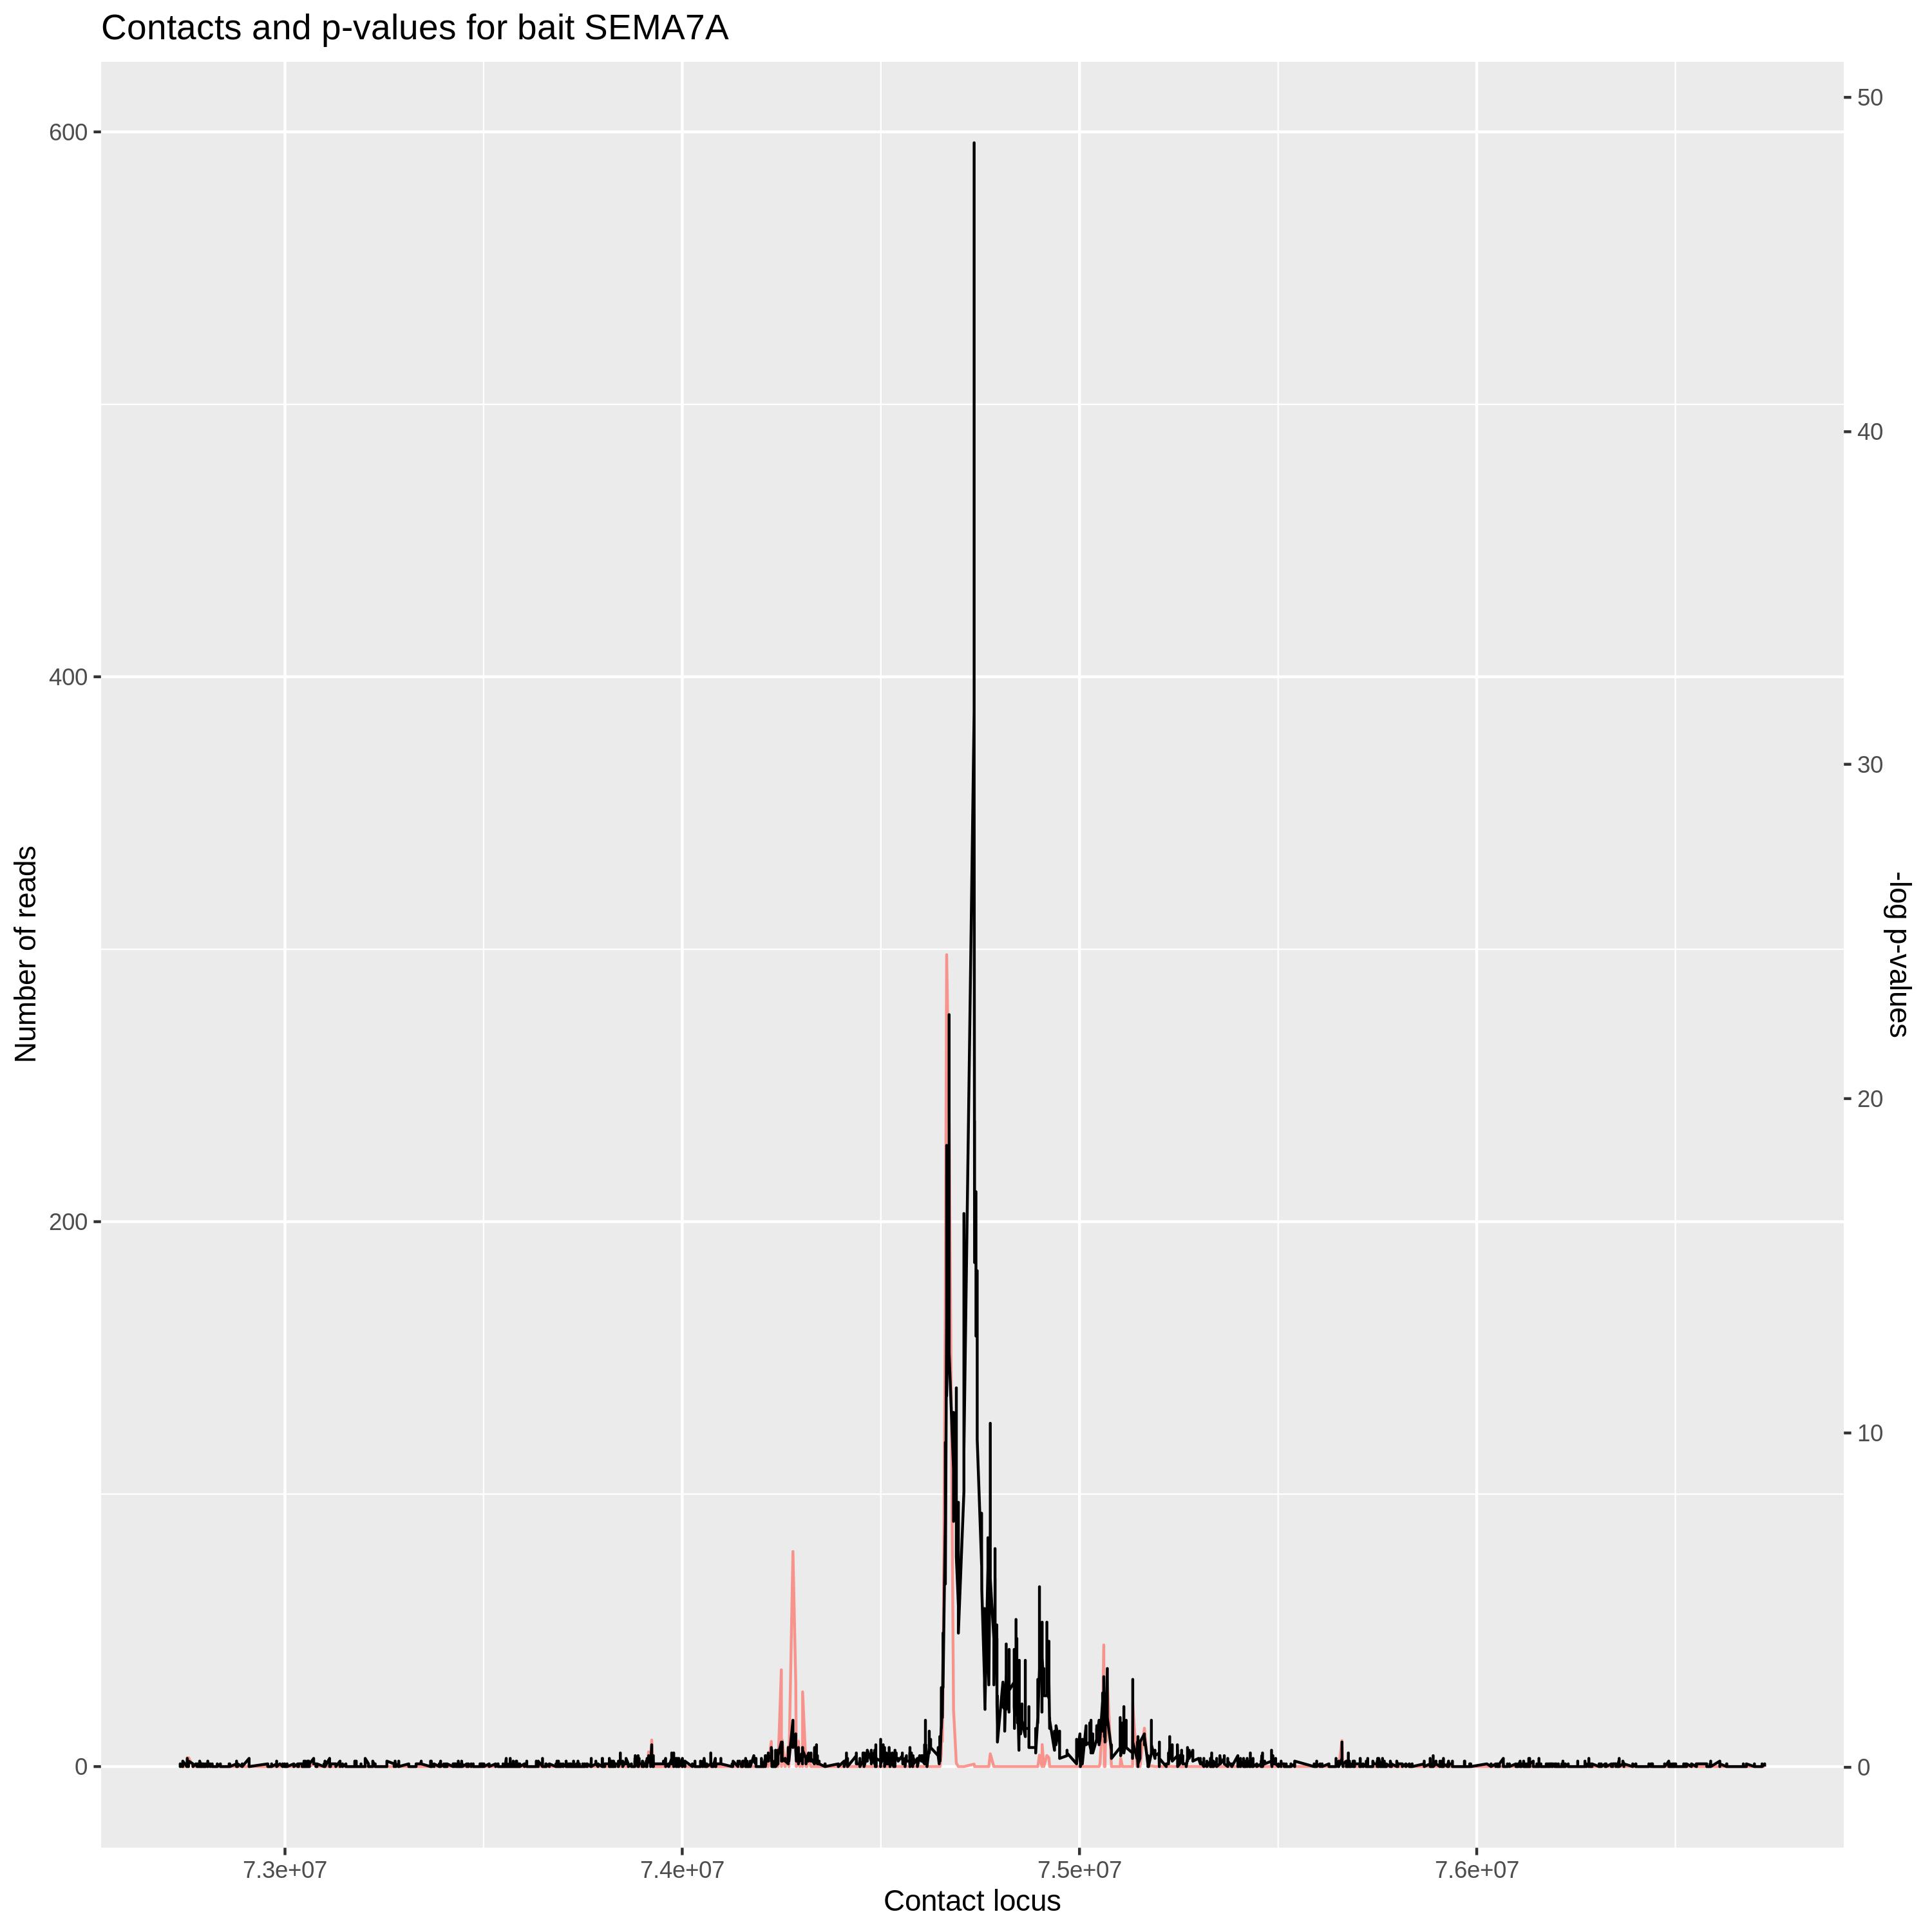 Contacts and p-values for bait SEMA7A
600
400
200
0
Number of reads
50
40
30
20
10
0
-log p-values
7.3e+07
7.4e+07
7.5e+07
7.6e+07
Contact locus